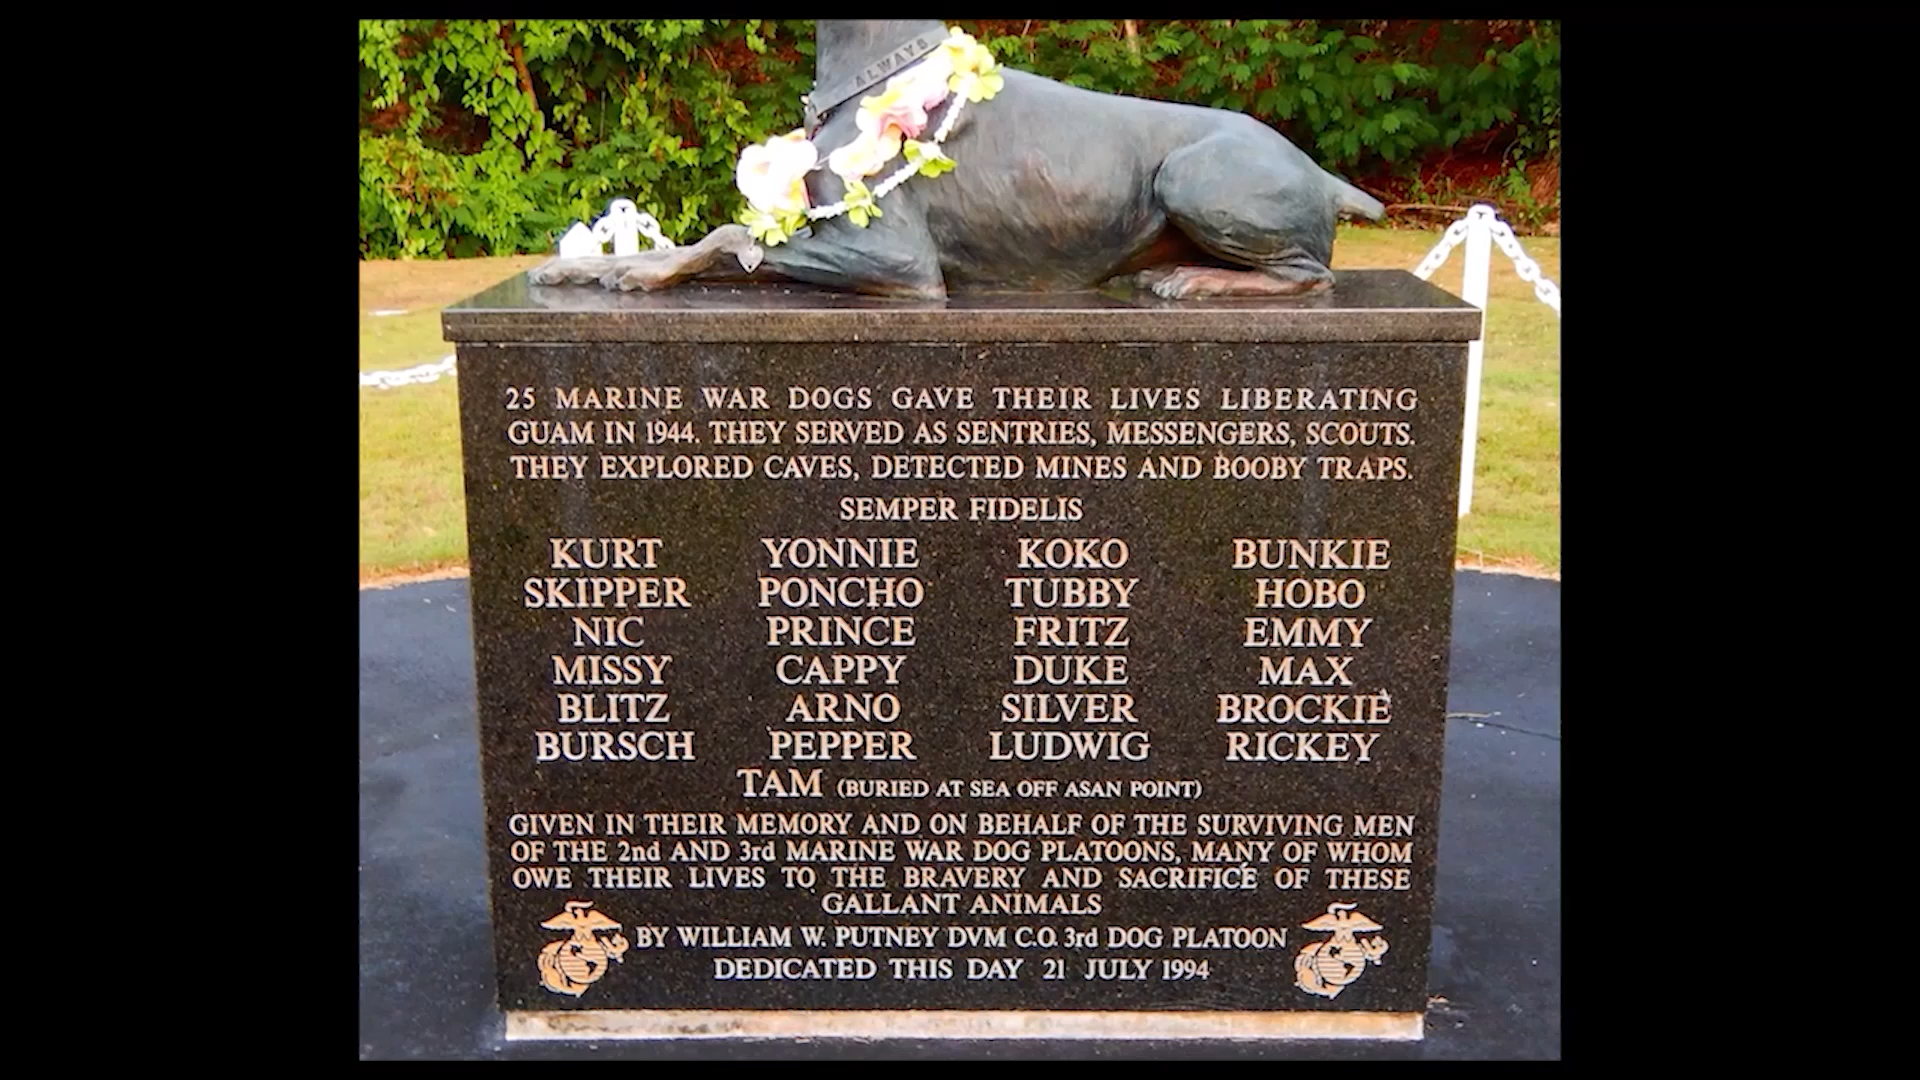 ALWAYS
25 MARINE WAR DOGS GAVE THEIR LIVES LIBERATING
GUAM IN 1944. THEY SERVED AS SENTRIES, MESSENGERS, SCOUTS.
THEY EXPLORED CAVES, DETECTED MINES AND BOOBY TRAPS.
SEMPER FIDELIS
KURT YONNIE KOKO BUNKIE
SKIPPER PONCHO TUBBY HOBO
NIC PRINCE FRITZ EMMY
MISSY CAPPY DUKE MAX
BLITZ ARNO SILVER BROCKIE
BURSCH PEPPER LUDWIG RICKEY
TAM (BURIED AT SEA OFF ASAN POINT)
GIVEN IN THEIR MEMORY AND ON BEHALF OF THE SURVIVING MEN
OF THE 2nd AND 3rd MARINE WAR DOG PLATOONS, MANY OF WHOM
OWE THEIR LIVES TO THE BRAVERY AND SACRIFICE OF THESE
GALLANT ANIMALS
BY WILLIAM W. PUTNEY DVM C.O. 3rd DOG PLATOON
DEDICATED THIS DAY 21 JULY 1994